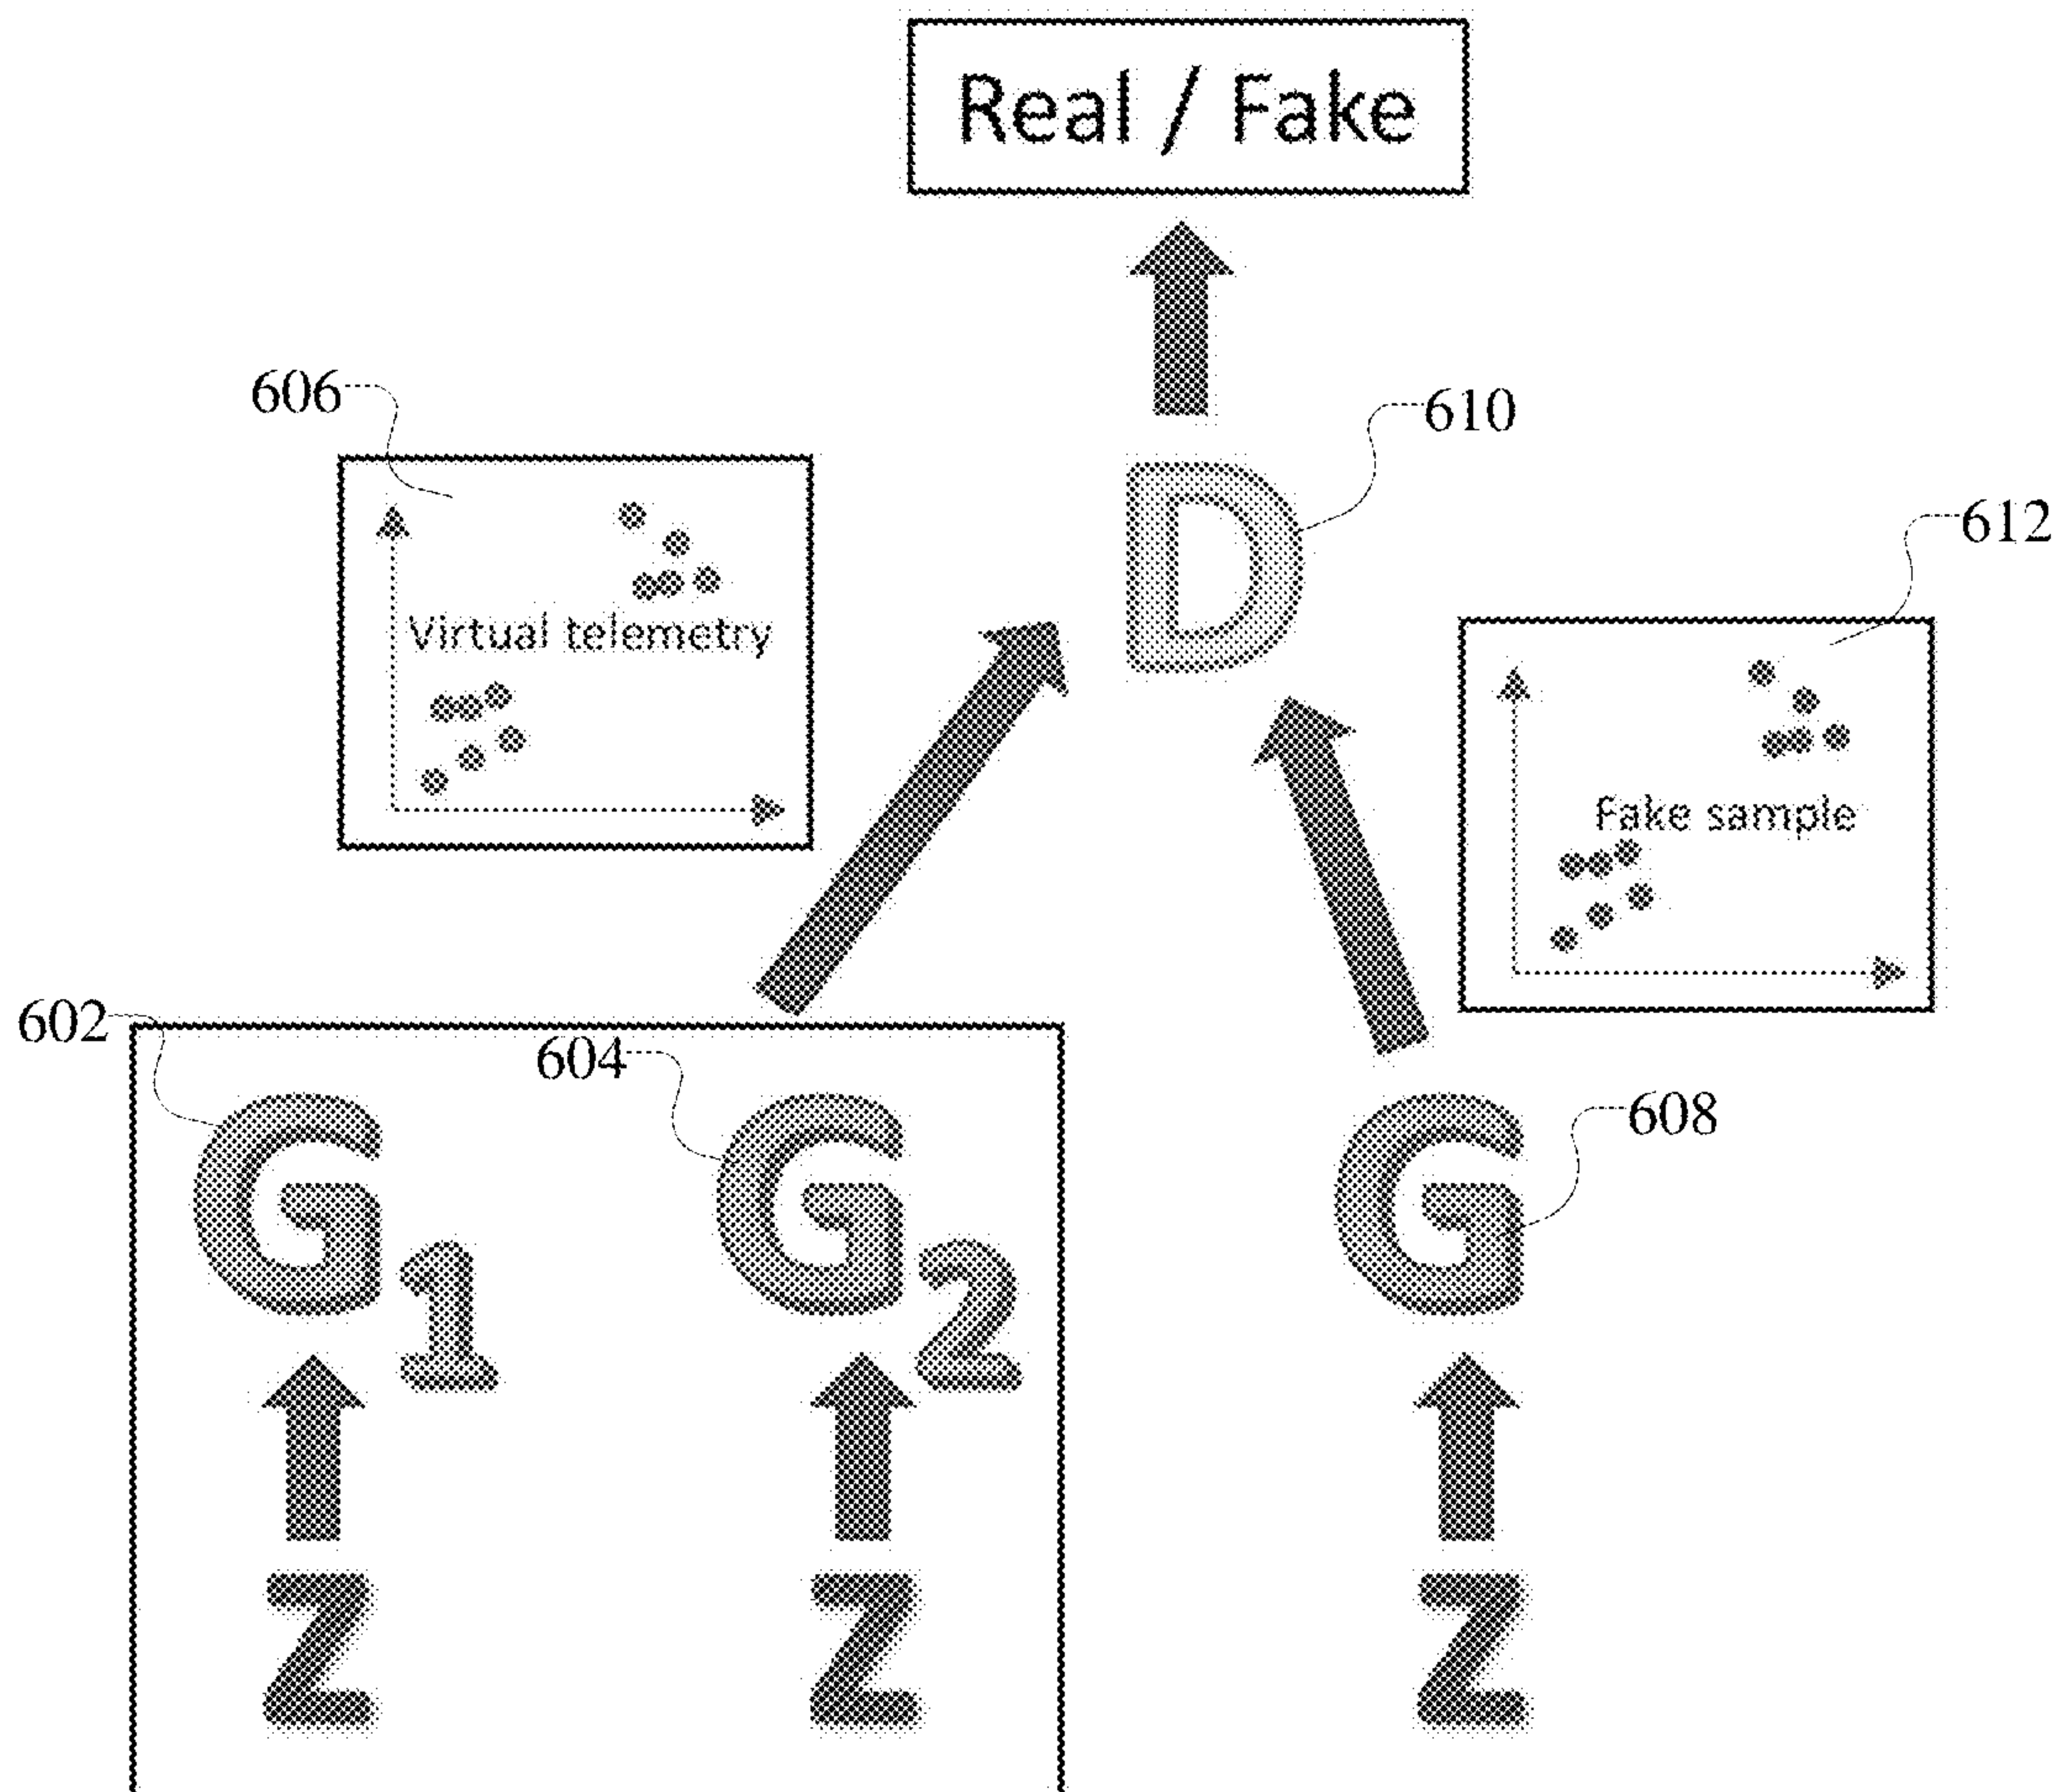 Real / Fake
606
610
D
612
Virtual telemetry
Fake sample
602
604
608
G1
G2
G
Z
Z
Z